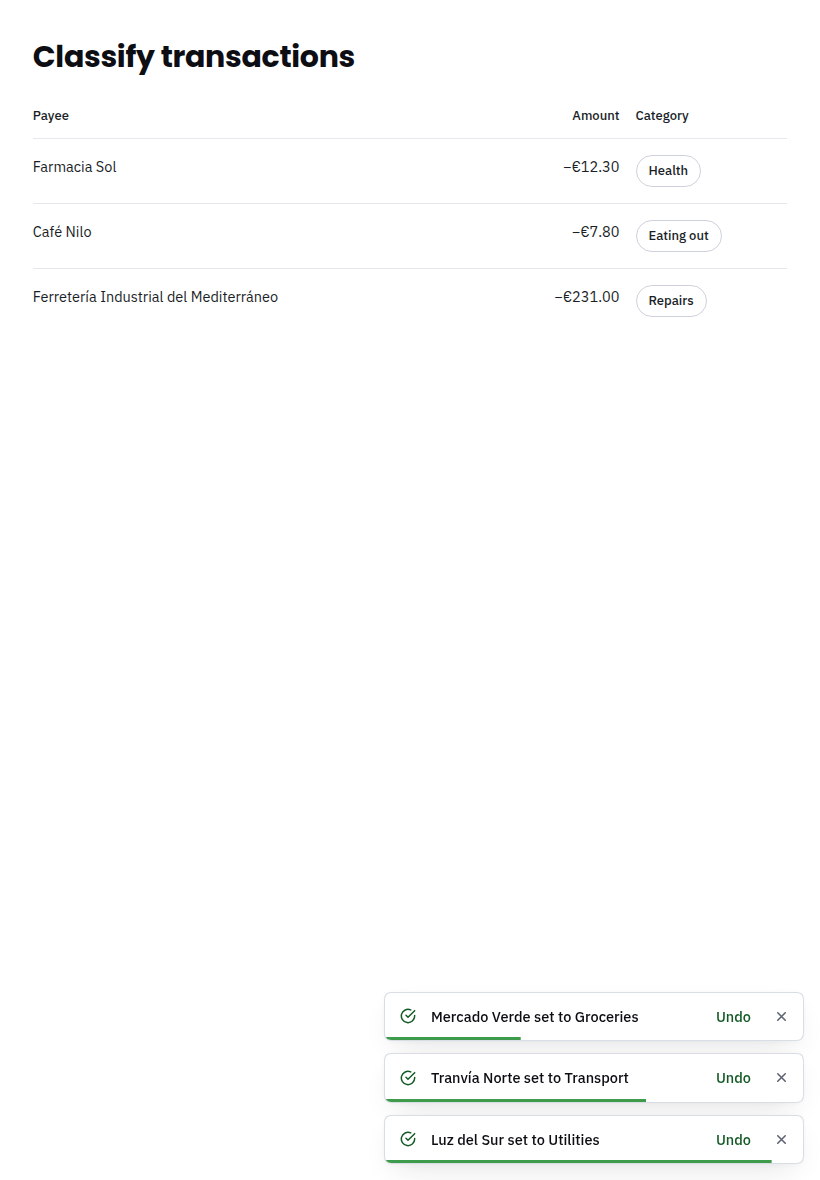 Classify transactions
Payee Amount Category
Farmacia Sol −€12.30 Health
Café Nilo −€7.80 Eating out
Ferretería Industrial del Mediterráneo −€231.00 Repairs
Mercado Verde set to Groceries Undo
Tranvía Norte set to Transport Undo
Luz del Sur set to Utilities Undo